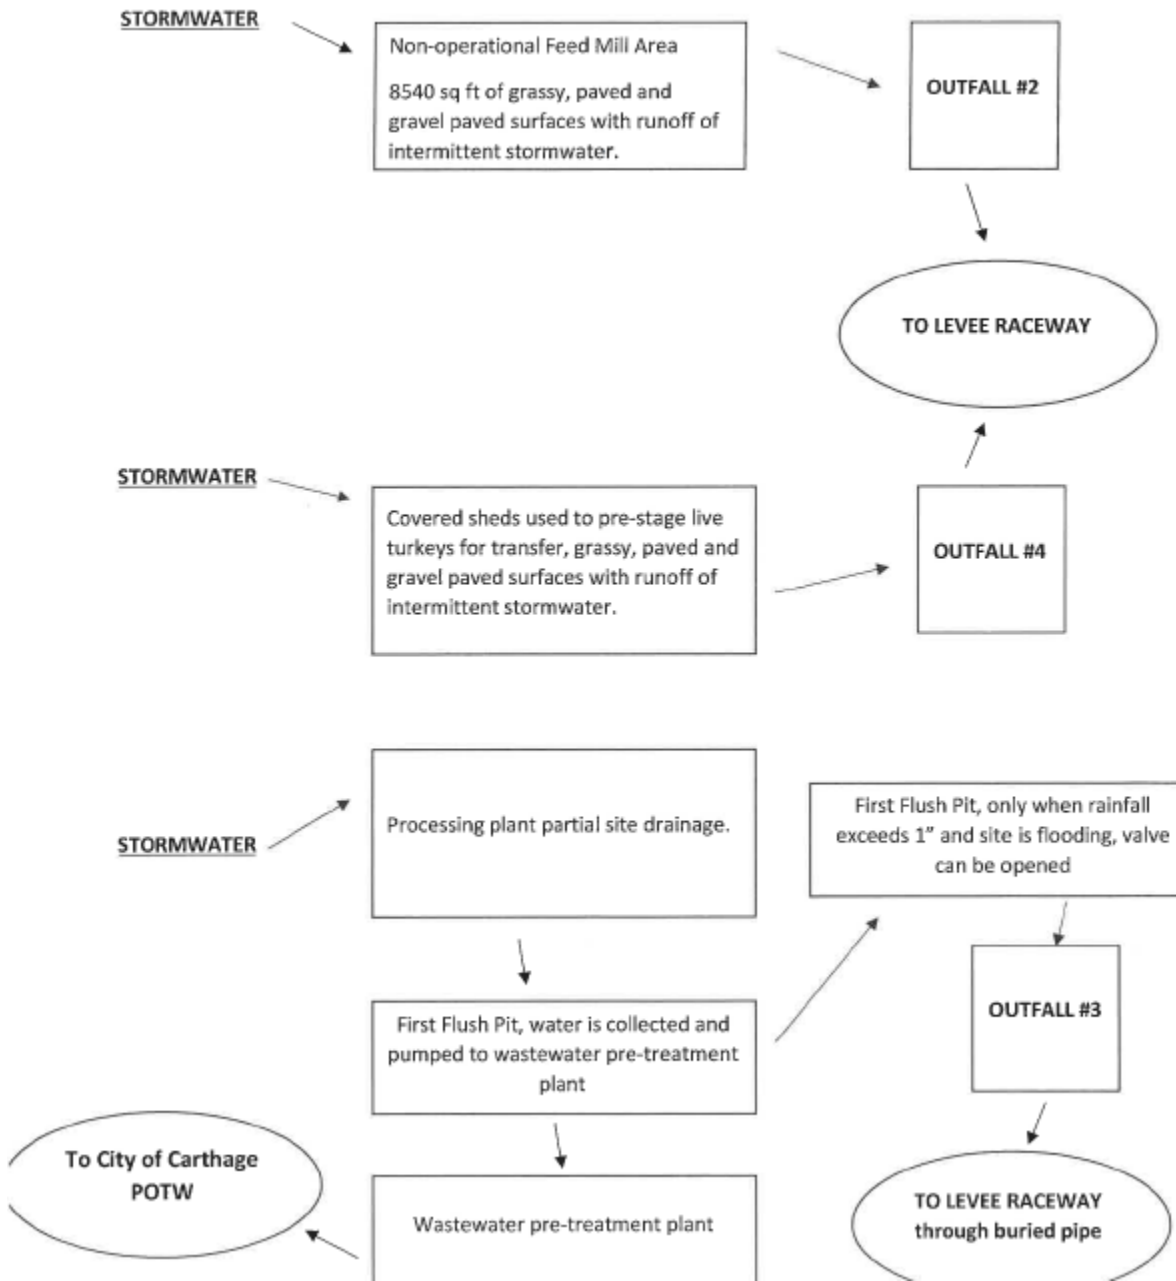 STORMWATER
Non-operational Feed Mill Area
8540 sq ft of grassy, paved and
gravel paved surfaces with runoff of
intermittent stormwater.
OUTFALL #2
TO LEVEE RACEWAY
STORMWATER
Covered sheds used to pre-stage live
turkeys for transfer, grassy, paved and
gravel paved surfaces with runoff of
intermittent stormwater.
OUTFALL #4
STORMWATER
Processing plant partial site drainage.
First Flush Pit, only when rainfall
exceeds 1” and site is flooding, valve
can be opened
First Flush Pit, water is collected and
pumped to wastewater pre-treatment
plant
OUTFALL #3
To City of Carthage
POTW
Wastewater pre-treatment plant
TO LEVEE RACEWAY
through buried pipe